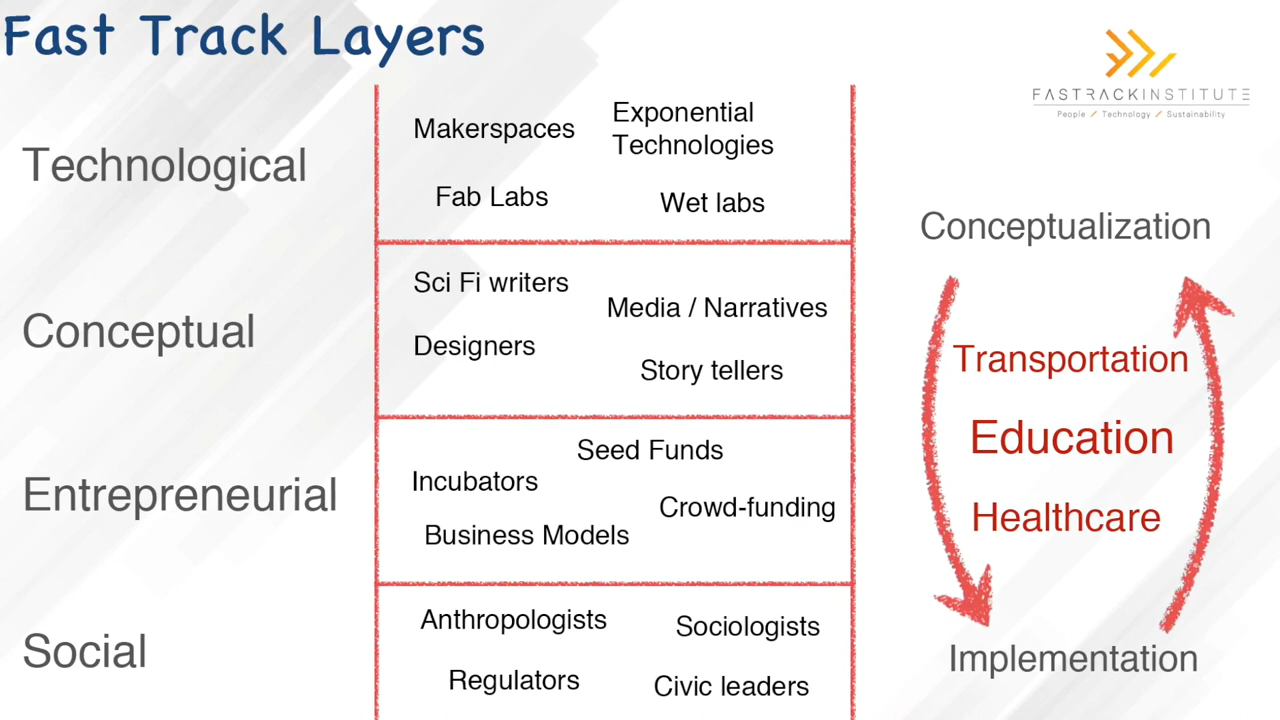 Fast Track Layers
FASTRACKINSTITUTE
People / Technology / Sustainability
Technological
Makerspaces
Exponential
Technologies
Fab Labs
Wet labs
Conceptual
Sci Fi writers
Media / Narratives
Designers
Story tellers
Entrepreneurial
Seed Funds
Incubators
Crowd-funding
Business Models
Social
Anthropologists
Sociologists
Regulators
Civic leaders
Conceptualization
Transportation
Education
Healthcare
Implementation